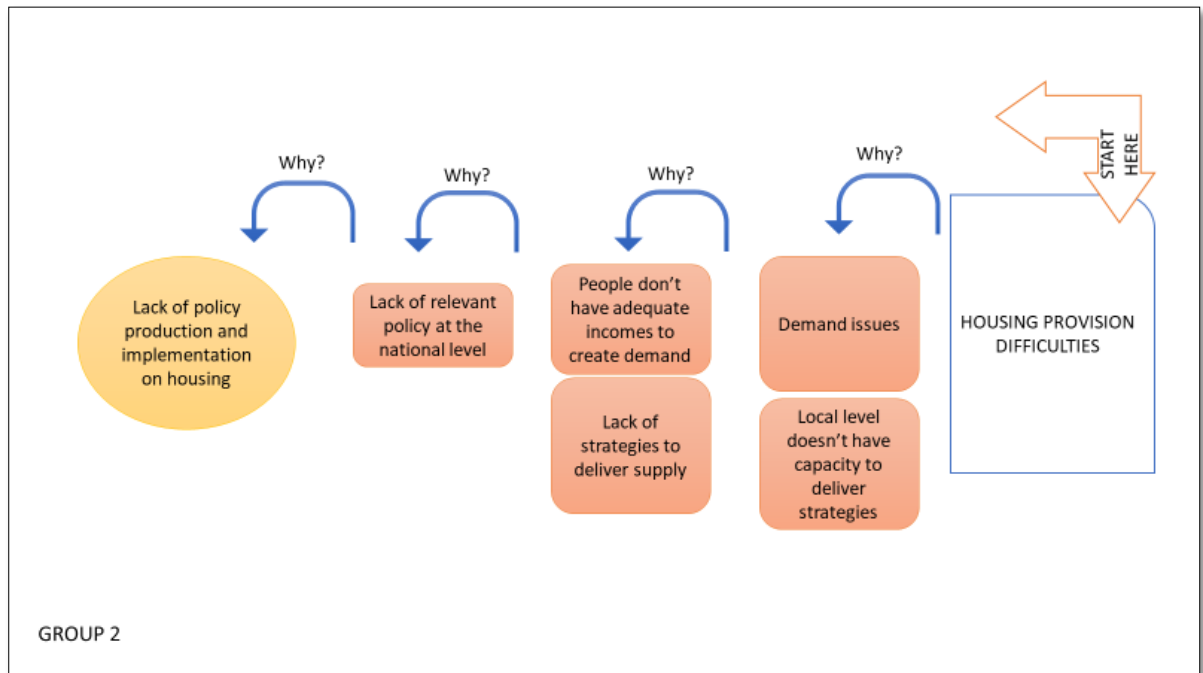 START
HERE
Why?
Why?
Why?
Why?
Lack of policy
production and
implementation
on housing
Lack of relevant
policy at the
national level
People don't
have adequate
incomes to
create demand
Lack of
strategies to
deliver supply
Demand issues
Local level
doesn't have
capacity to
deliver
strategies
HOUSING PROVISION
DIFFICULTIES
GROUP 2